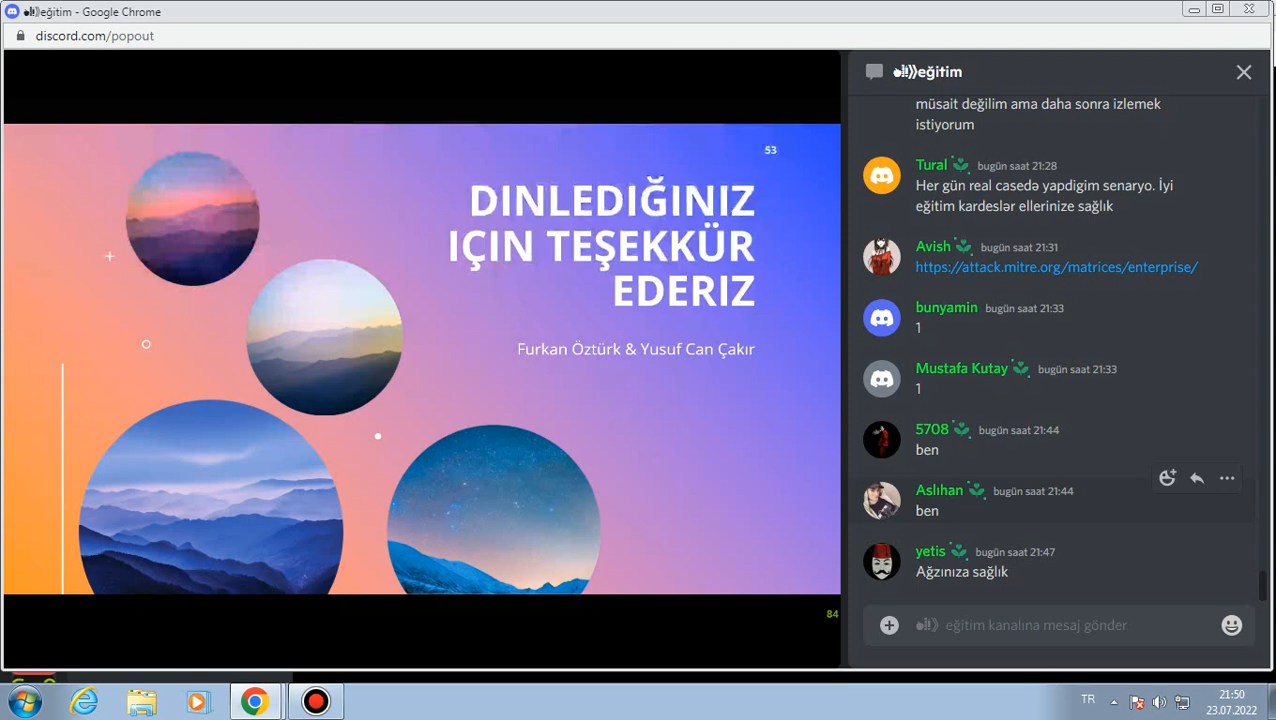 eğitim - Google Chrome
discord.com/popout
53
DINLEDIĞINIZ
IÇIN TEŞEKKÜR
EDERIZ
Furkan Öztürk & Yusuf Can Çakır
84
eğitim
müsait değilim ama daha sonra izlemek
istiyorum
Tural bugün saat 21:28
Her gün real casedə yapdigim senaryo. İyi
eğitim kardeslər ellerinize sağlık
Avish bugün saat 21:31
https://attack.mitre.org/matrices/enterprise/
bunyamin bugün saat 21:33
1
Mustafa Kutay bugün saat 21:33
1
5708 bugün saat 21:44
ben
Aslıhan bugün saat 21:44
ben
yetis bugün saat 21:47
Ağzınıza sağlık
eğitim kanalına mesaj gönder
TR
21:50
23.07.2022